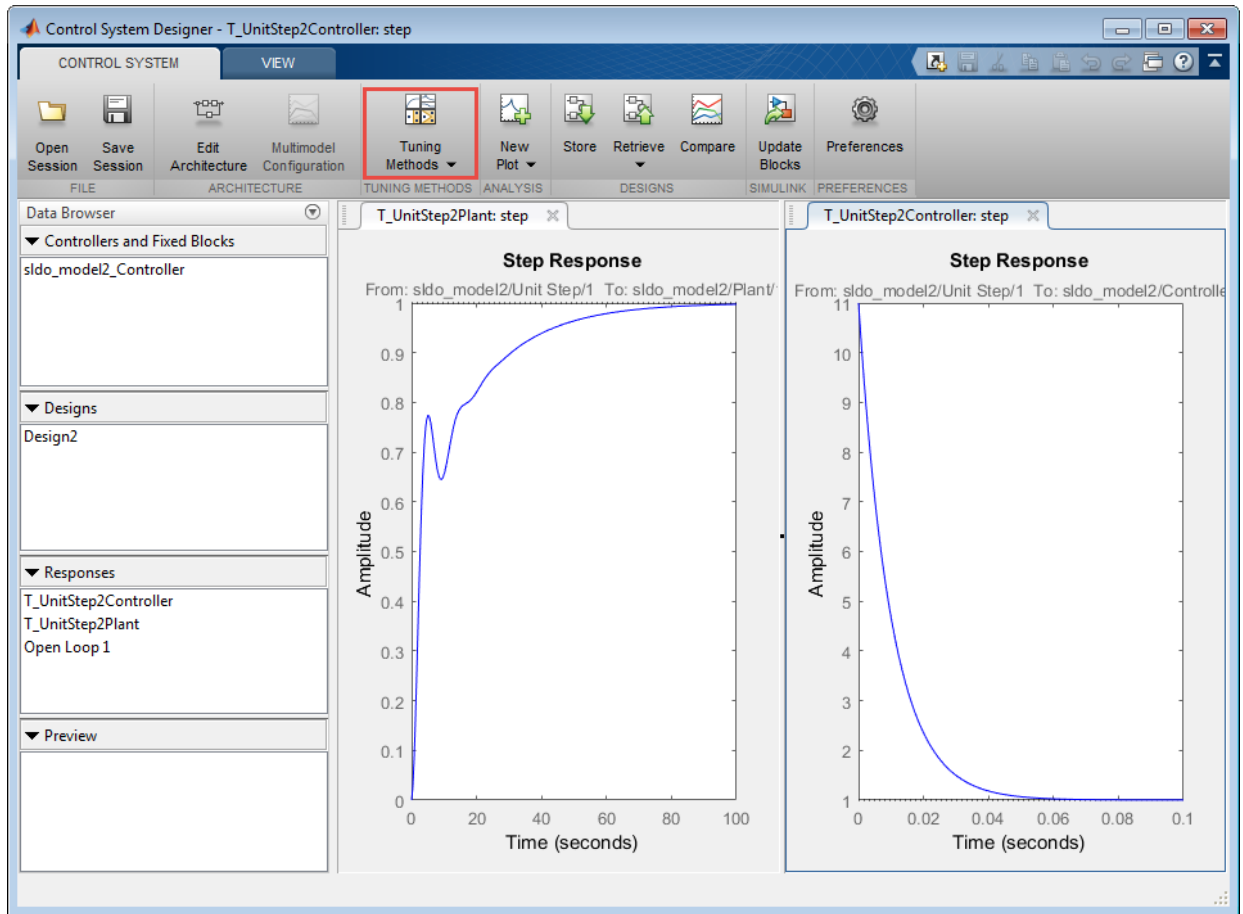 Control System Designer - T_UnitStep2Controller: step
CONTROL SYSTEM
VIEW
Open Session
Save Session
Edit Architecture
Multimodel Configuration
Tuning Methods
New Plot
Store
Retrieve
Compare
Update Blocks
Preferences
FILE
ARCHITECTURE
TUNING METHODS
ANALYSIS
DESIGNS
SIMULINK
PREFERENCES
Data Browser
Controllers and Fixed Blocks
sldo_model2_Controller
Designs
Design2
Responses
T_UnitStep2Controller
T_UnitStep2Plant
Open Loop 1
Preview
T_UnitStep2Plant: step
Step Response
From: sldo_model2/Unit Step/1 To: sldo_model2/Plant/
1
0.9
0.8
0.7
0.6
0.5
0.4
0.3
0.2
0.1
0
Amplitude
0 20 40 60 80 100
Time (seconds)
T_UnitStep2Controller: step
Step Response
From: sldo_model2/Unit Step/1 To: sldo_model2/Controlle
11
10
9
8
7
6
5
4
3
2
1
Amplitude
0 0.02 0.04 0.06 0.08 0.1
Time (seconds)